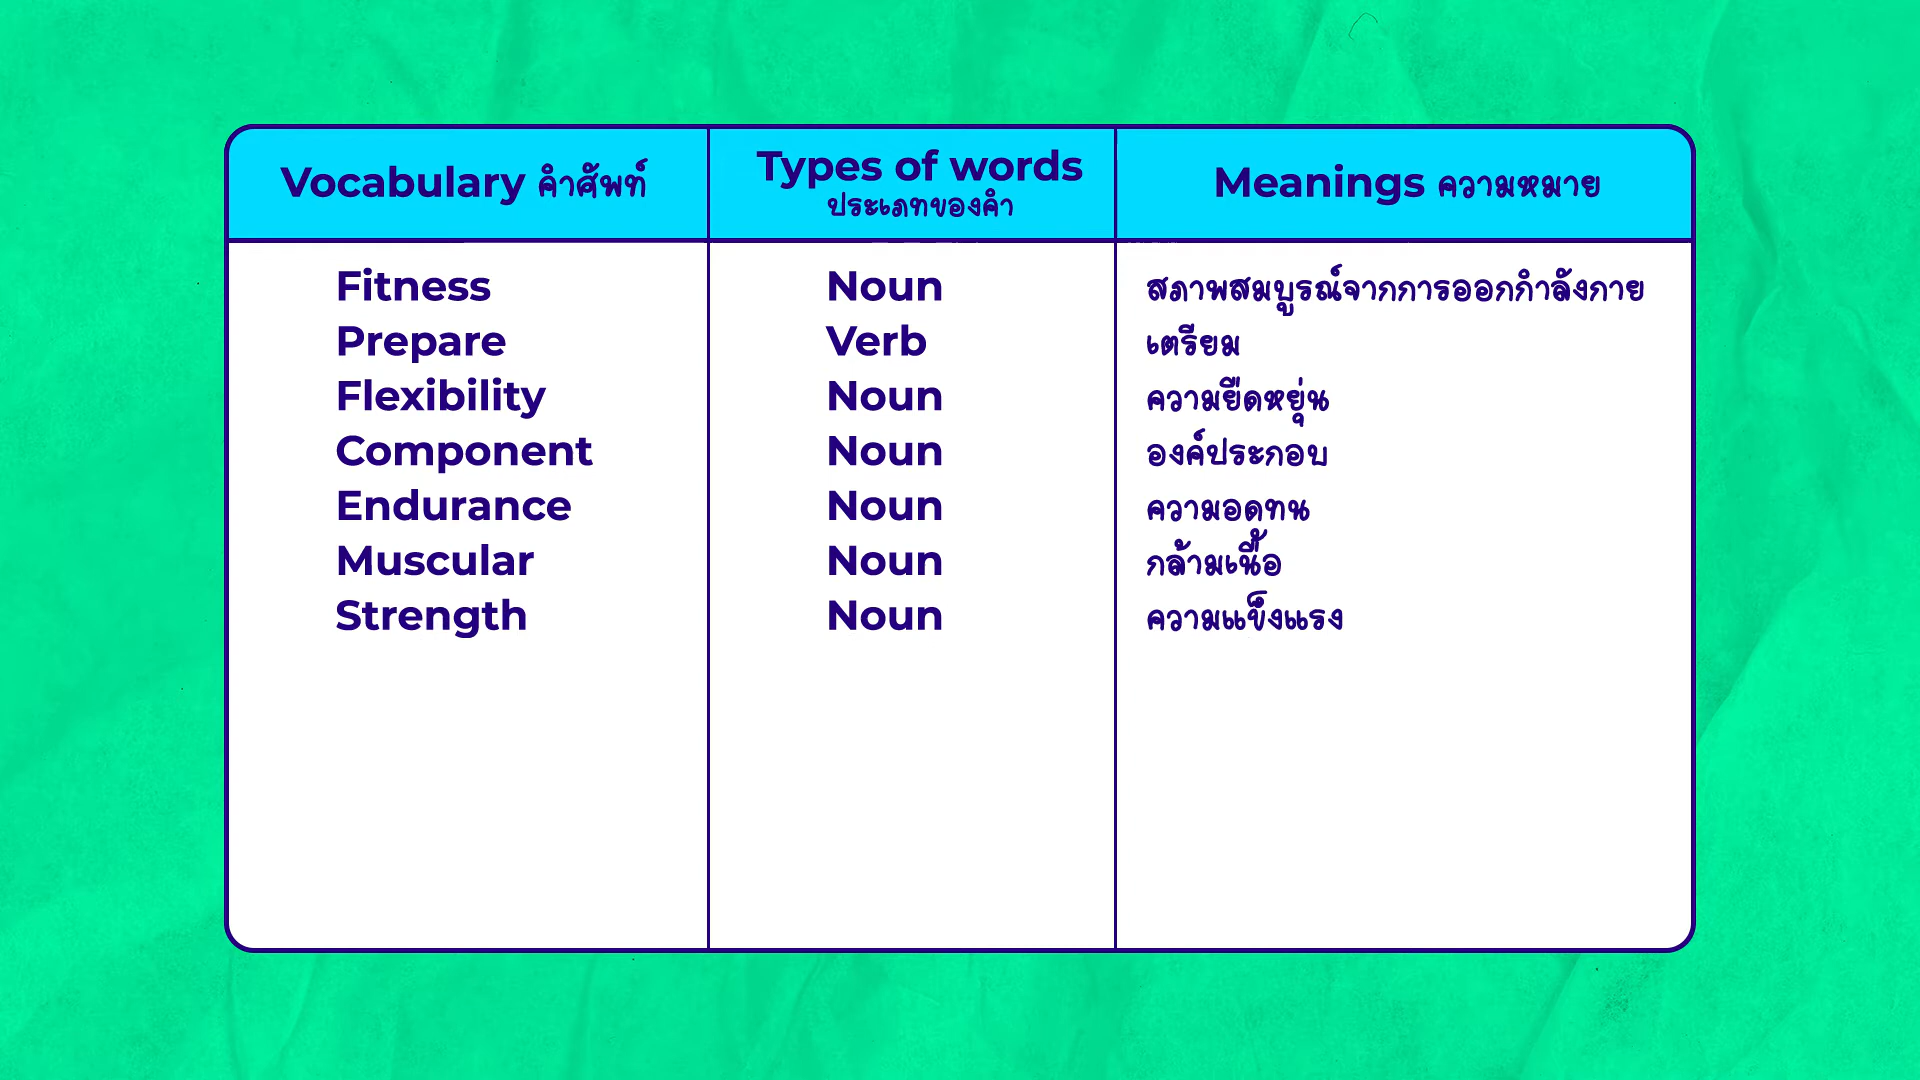 Vocabulary คำศัพท์
Types of words
ประเภทของคำ
Meanings ความหมาย
Fitness Noun สภาพสมบูรณ์จากการออกกำลังกาย
Prepare Verb เตรียม
Flexibility Noun ความยืดหยุ่น
Component Noun องค์ประกอบ
Endurance Noun ความอดทน
Muscular Noun กล้ามเนื้อ
Strength Noun ความแข็งแรง